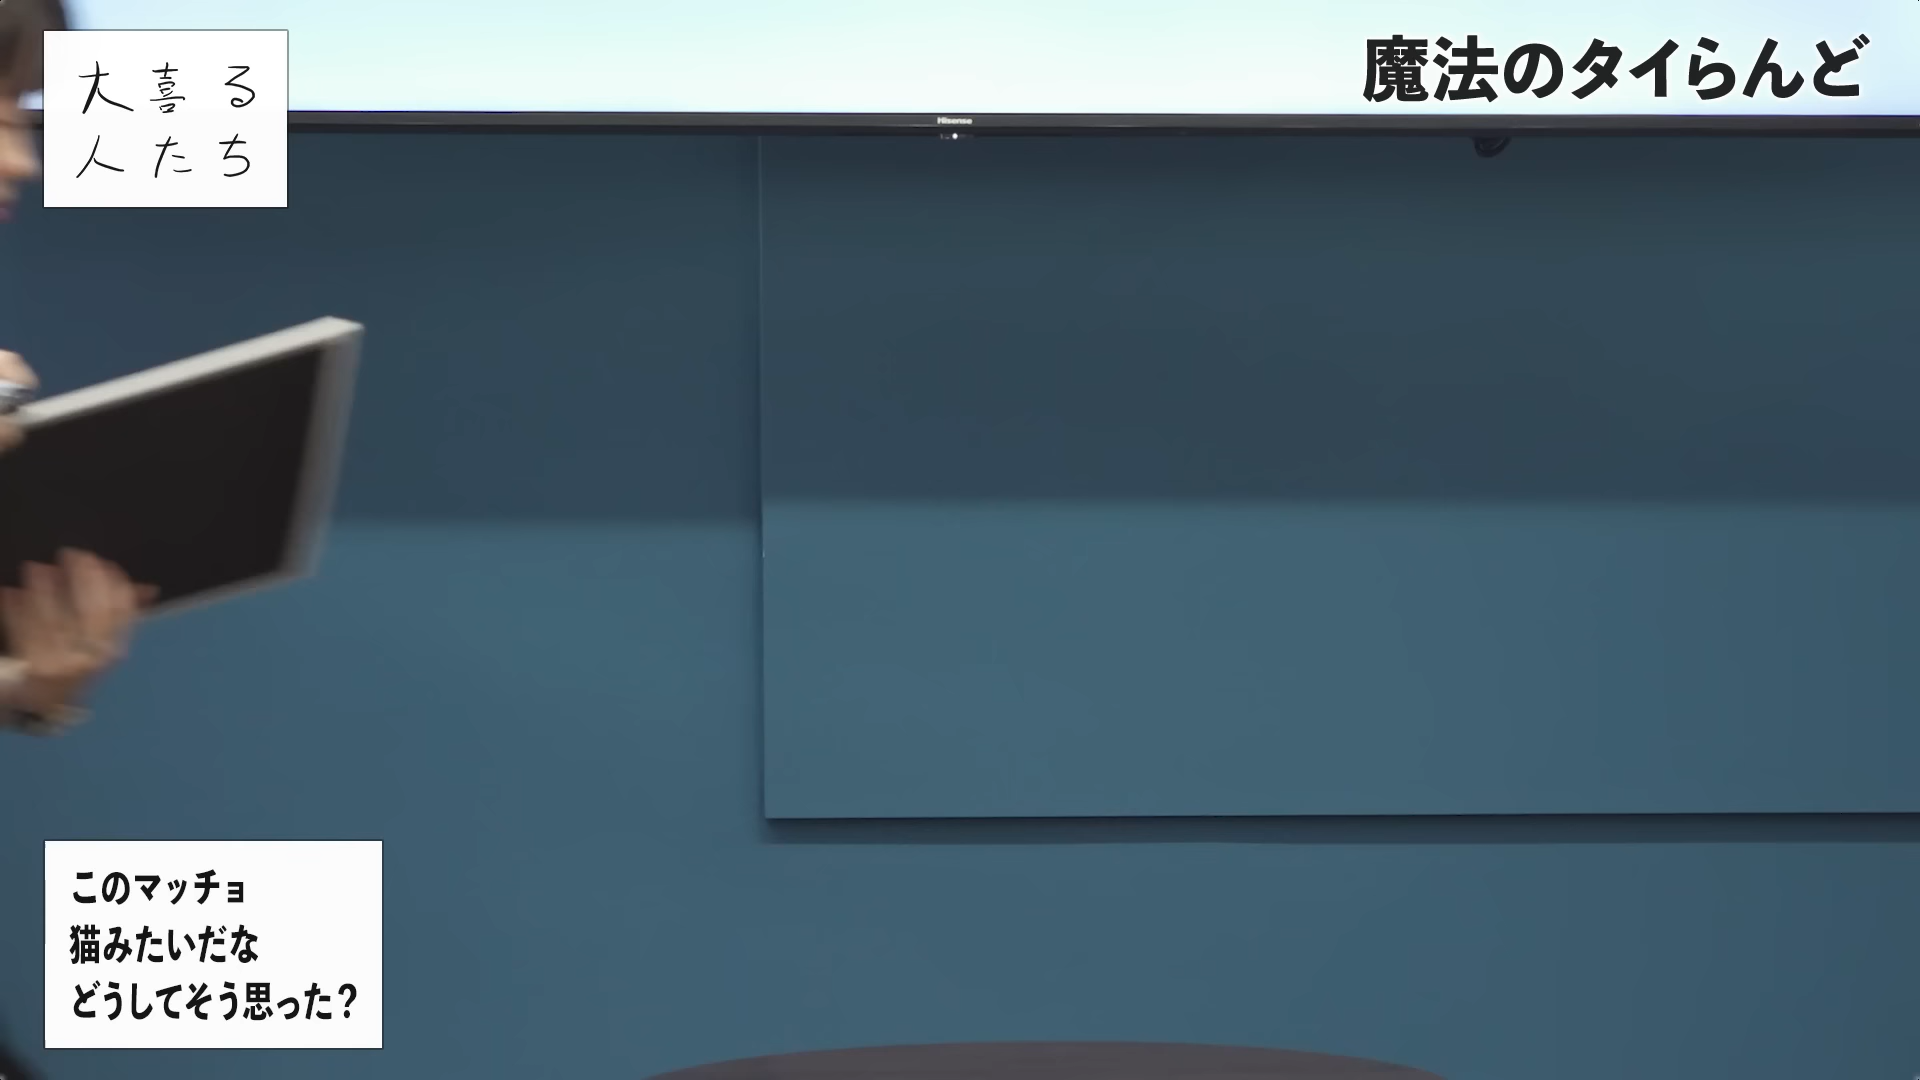 大喜る
人たち
魔法のタイらんど
Hisense
このマッチョ
猫みたいだな
どうしてそう思った?